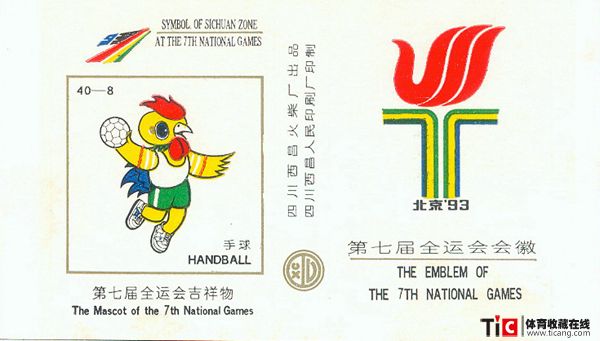 SYMBOL OF SICHUAN ZONE
AT THE 7TH NATIONAL GAMES
40—8
手球
HANDBALL
第七届全运会吉祥物
The Mascot of the 7th National Games
四川西昌火柴厂出品
四川西昌人民印刷厂印制
北京'93
第七届全运会会徽
THE EMBLEM OF
THE 7TH NATIONAL GAMES
TiC 体育收藏在线
www.ticang.com